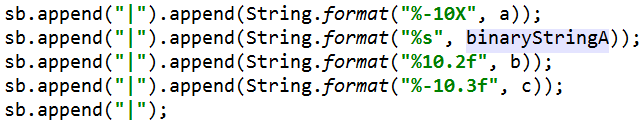 sb.append("|").append(String.format("%-10X", a));
sb.append("|").append(String.format("%s", binaryStringA));
sb.append("|").append(String.format("%10.2f", b));
sb.append("|").append(String.format("%-10.3f", c));
sb.append("|");